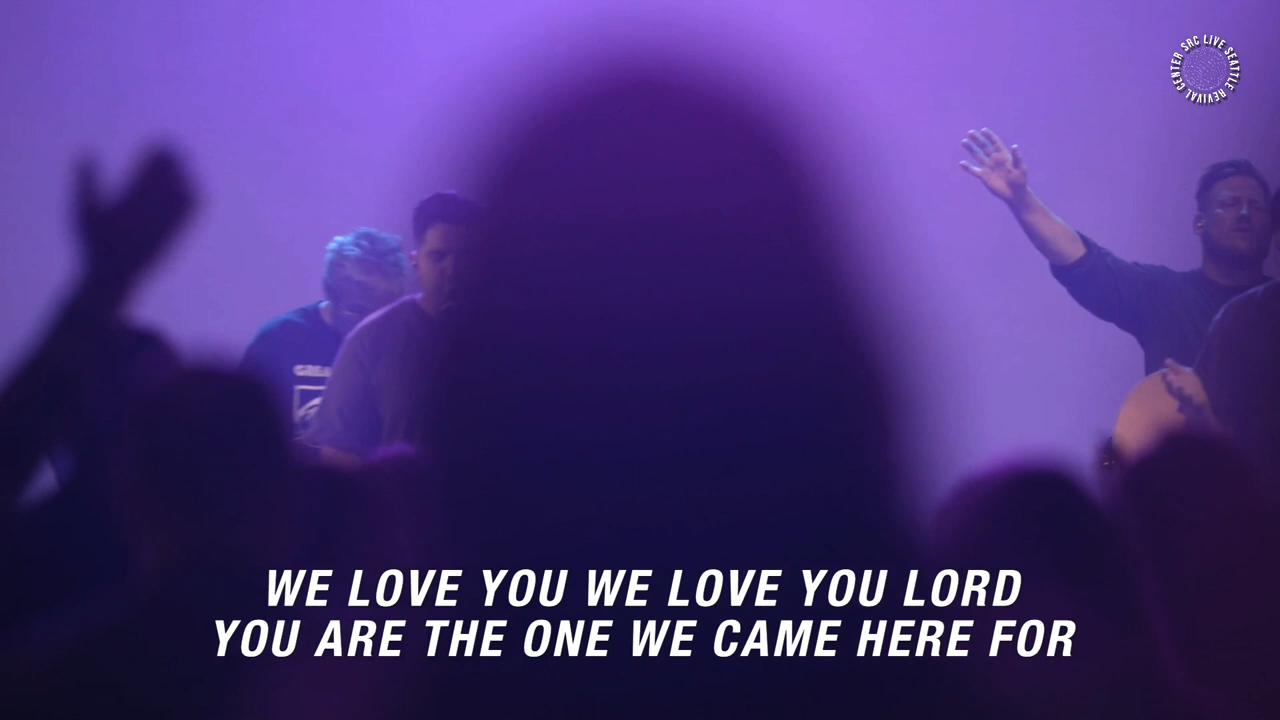 SRC LIVE SEATTLE REVIVAL CENTER
GREA
WE LOVE YOU WE LOVE YOU LORD
YOU ARE THE ONE WE CAME HERE FOR